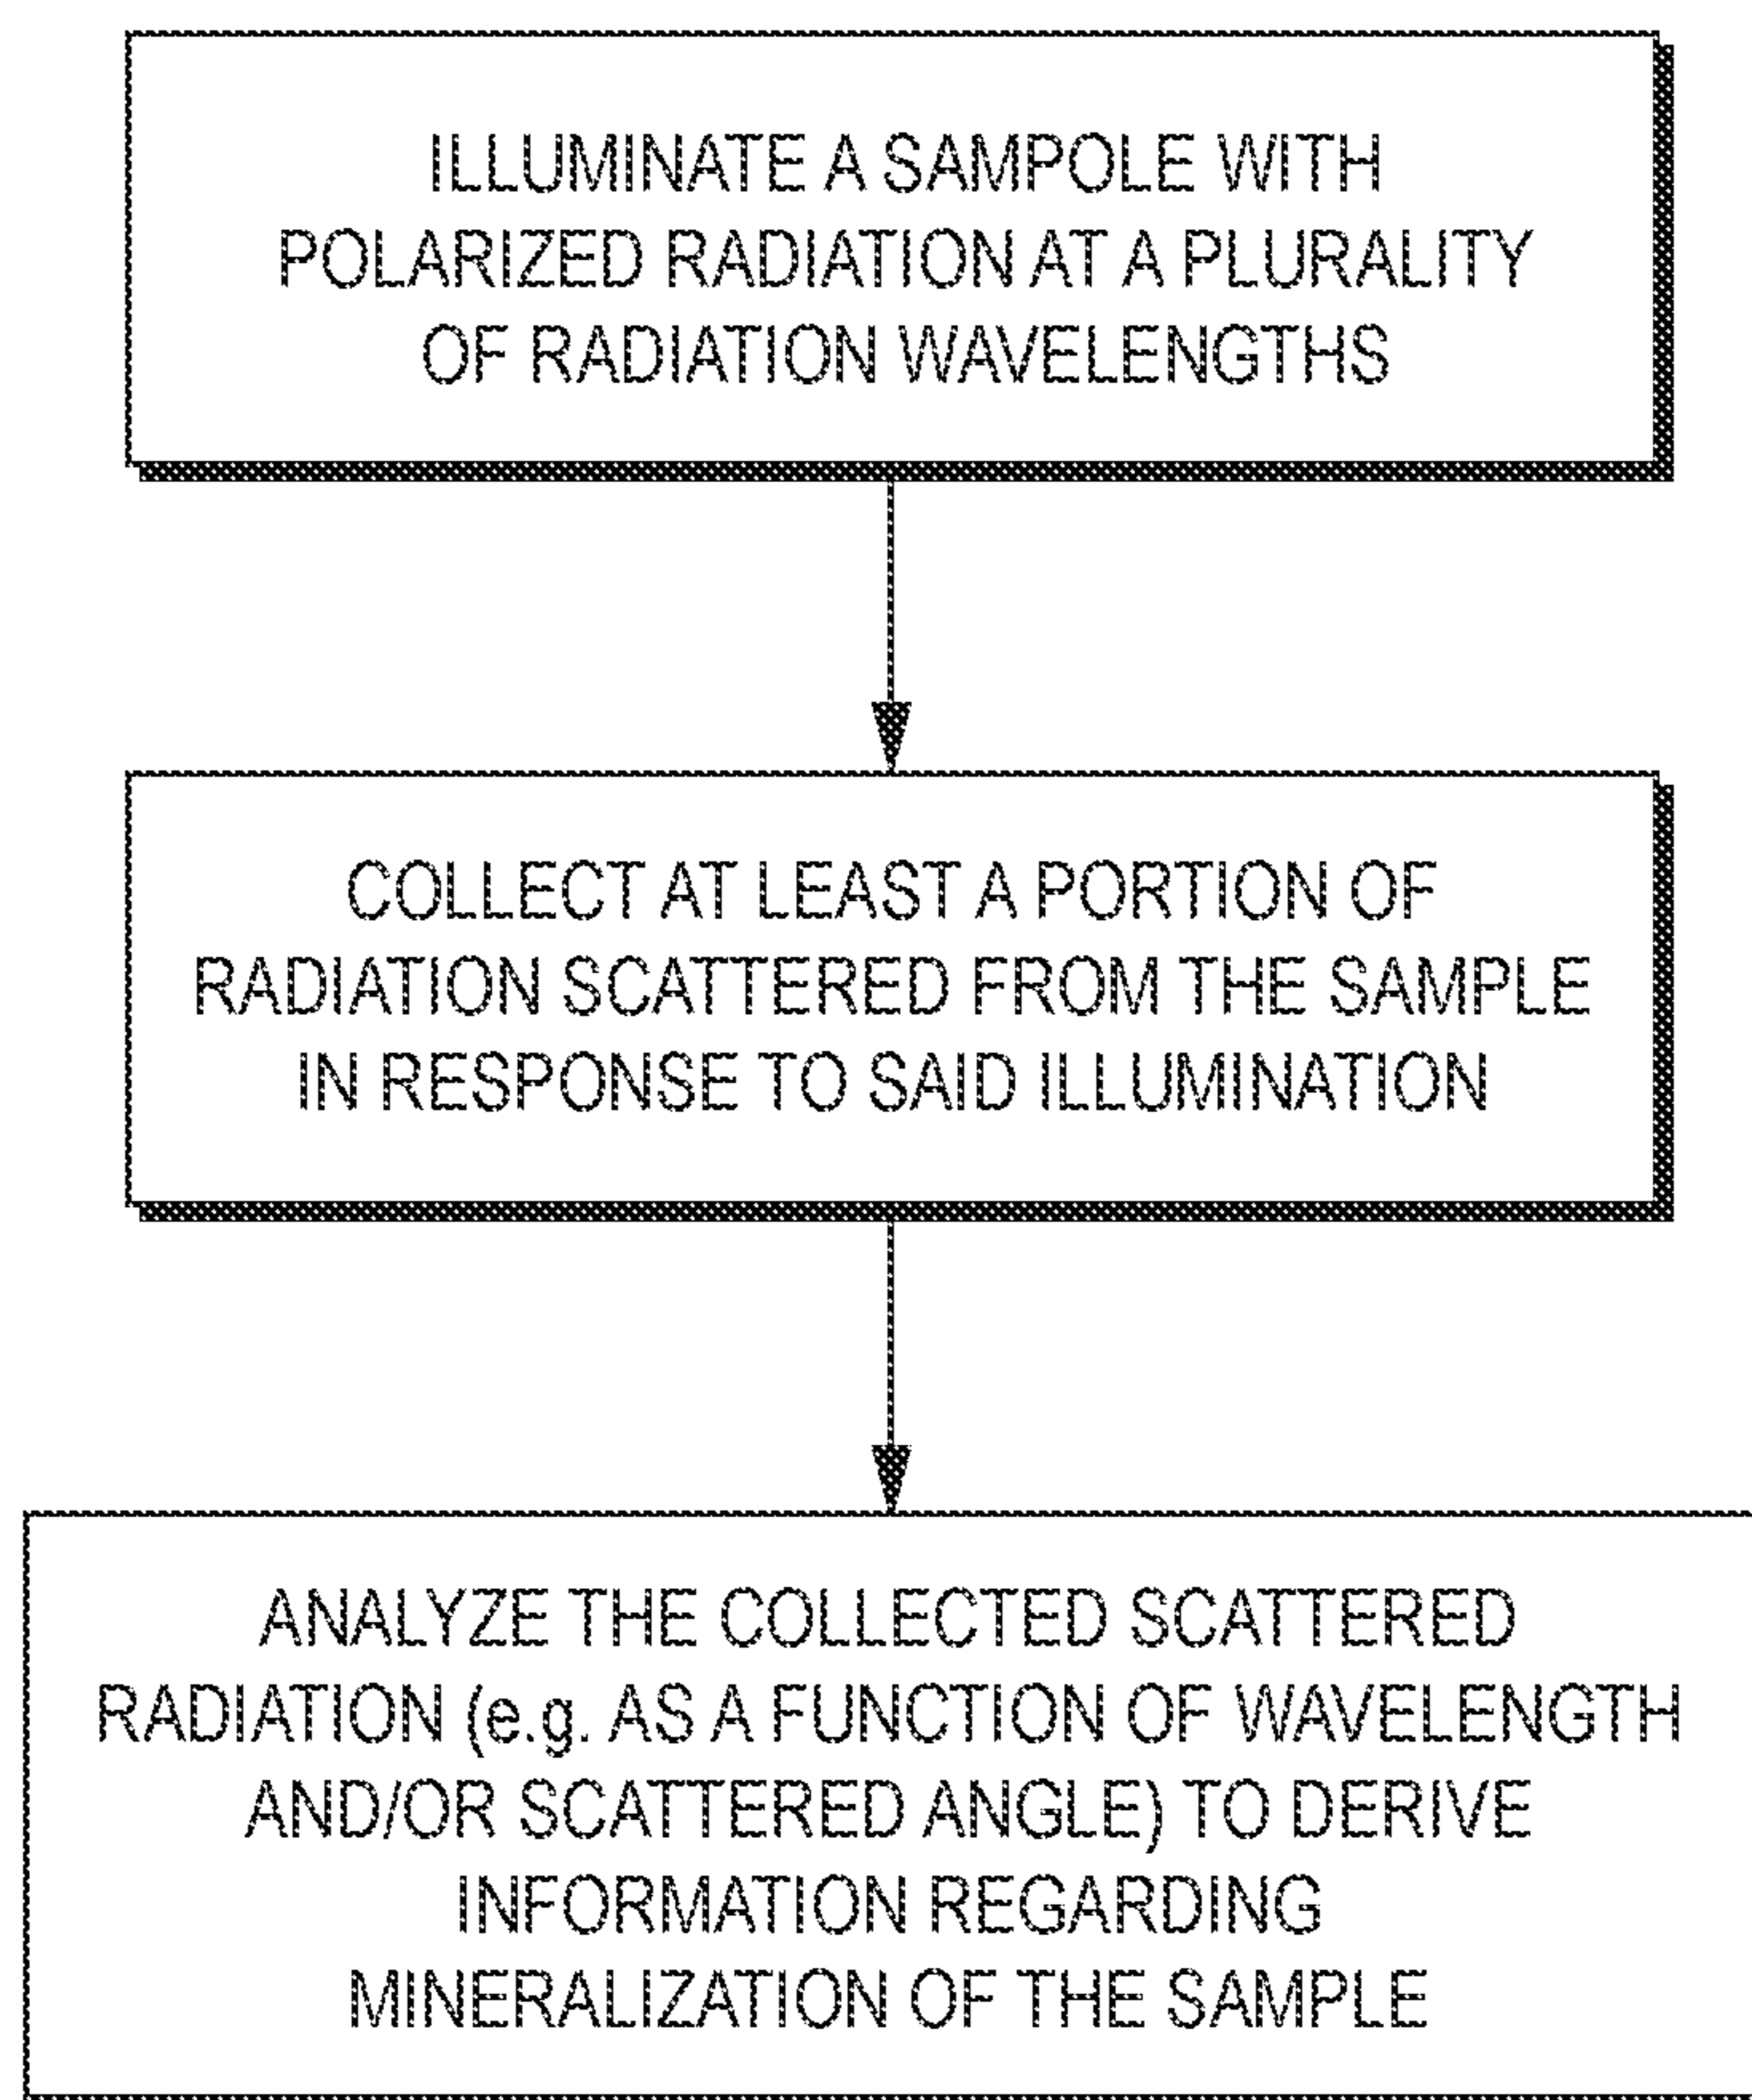 ILLUMINATE A SAMPOLE WITH
POLARIZED RADIATION AT A PLURALITY
OF RADIATION WAVELENGTHS
COLLECT AT LEAST A PORTION OF
RADIATION SCATTERED FROM THE SAMPLE
IN RESPONSE TO SAID ILLUMINATION
ANALYZE THE COLLECTED SCATTERED
RADIATION (e.g. AS A FUNCTION OF WAVELENGTH
AND/OR SCATTERED ANGLE) TO DERIVE
INFORMATION REGARDING
MINERALIZATION OF THE SAMPLE